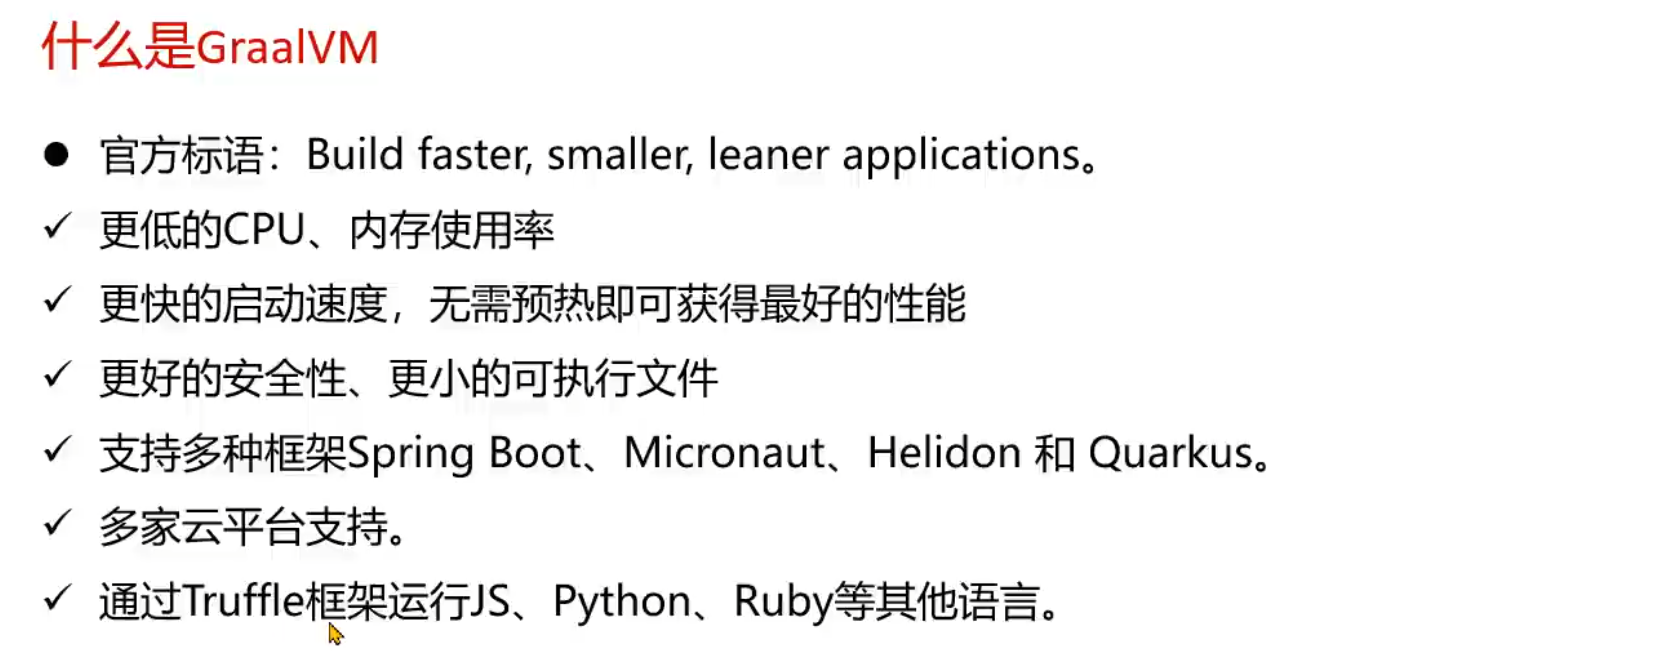 什么是GraalVM
官方标语：Build faster, smaller, leaner applications。
更低的CPU、内存使用率
更快的启动速度，无需预热即可获得最好的性能
更好的安全性、更小的可执行文件
支持多种框架Spring Boot、Micronaut、Helidon 和 Quarkus。
多家云平台支持。
通过Truffle框架运行JS、Python、Ruby等其他语言。